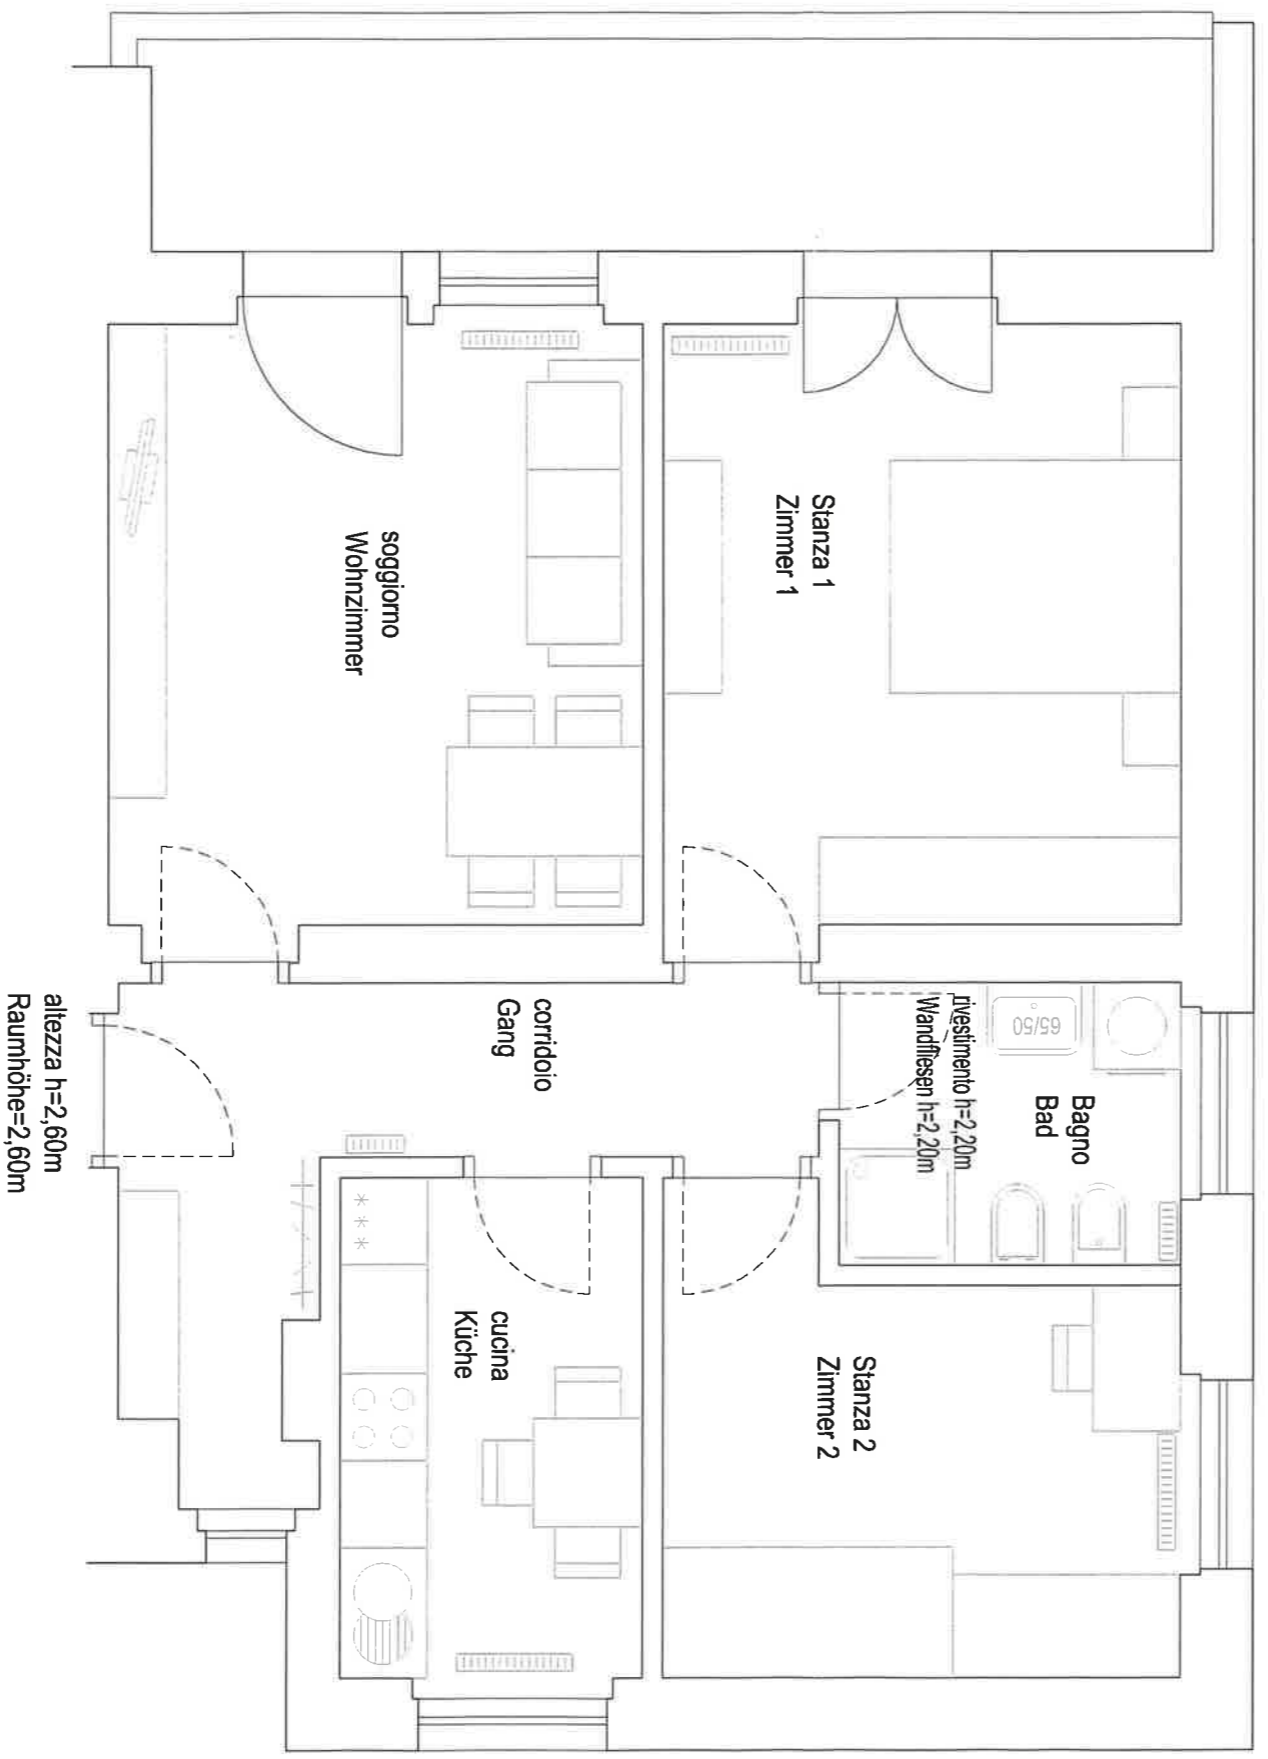 Stanza 1
Zimmer 1
soggiorno
Wohnzimmer
corridoio
Gang
Bagno
Bad
65/50
rivestimento h=2,20m
Wandfliesen h=2,20m
Stanza 2
Zimmer 2
cucina
Küche
***
altezza h=2,60m
Raumhöhe=2,60m